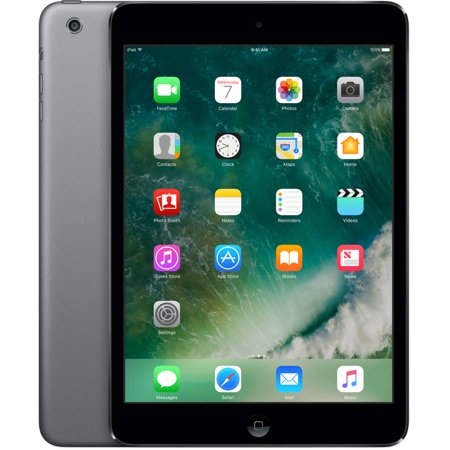 iPad 9:41 AM 100%
Wednesday
7
FaceTime Calendar Photos Camera
Contacts Clock Maps Home
Photo Booth Notes Reminders Videos
iTunes Store App Store iBooks News
Settings
Messages Safari Mail Music